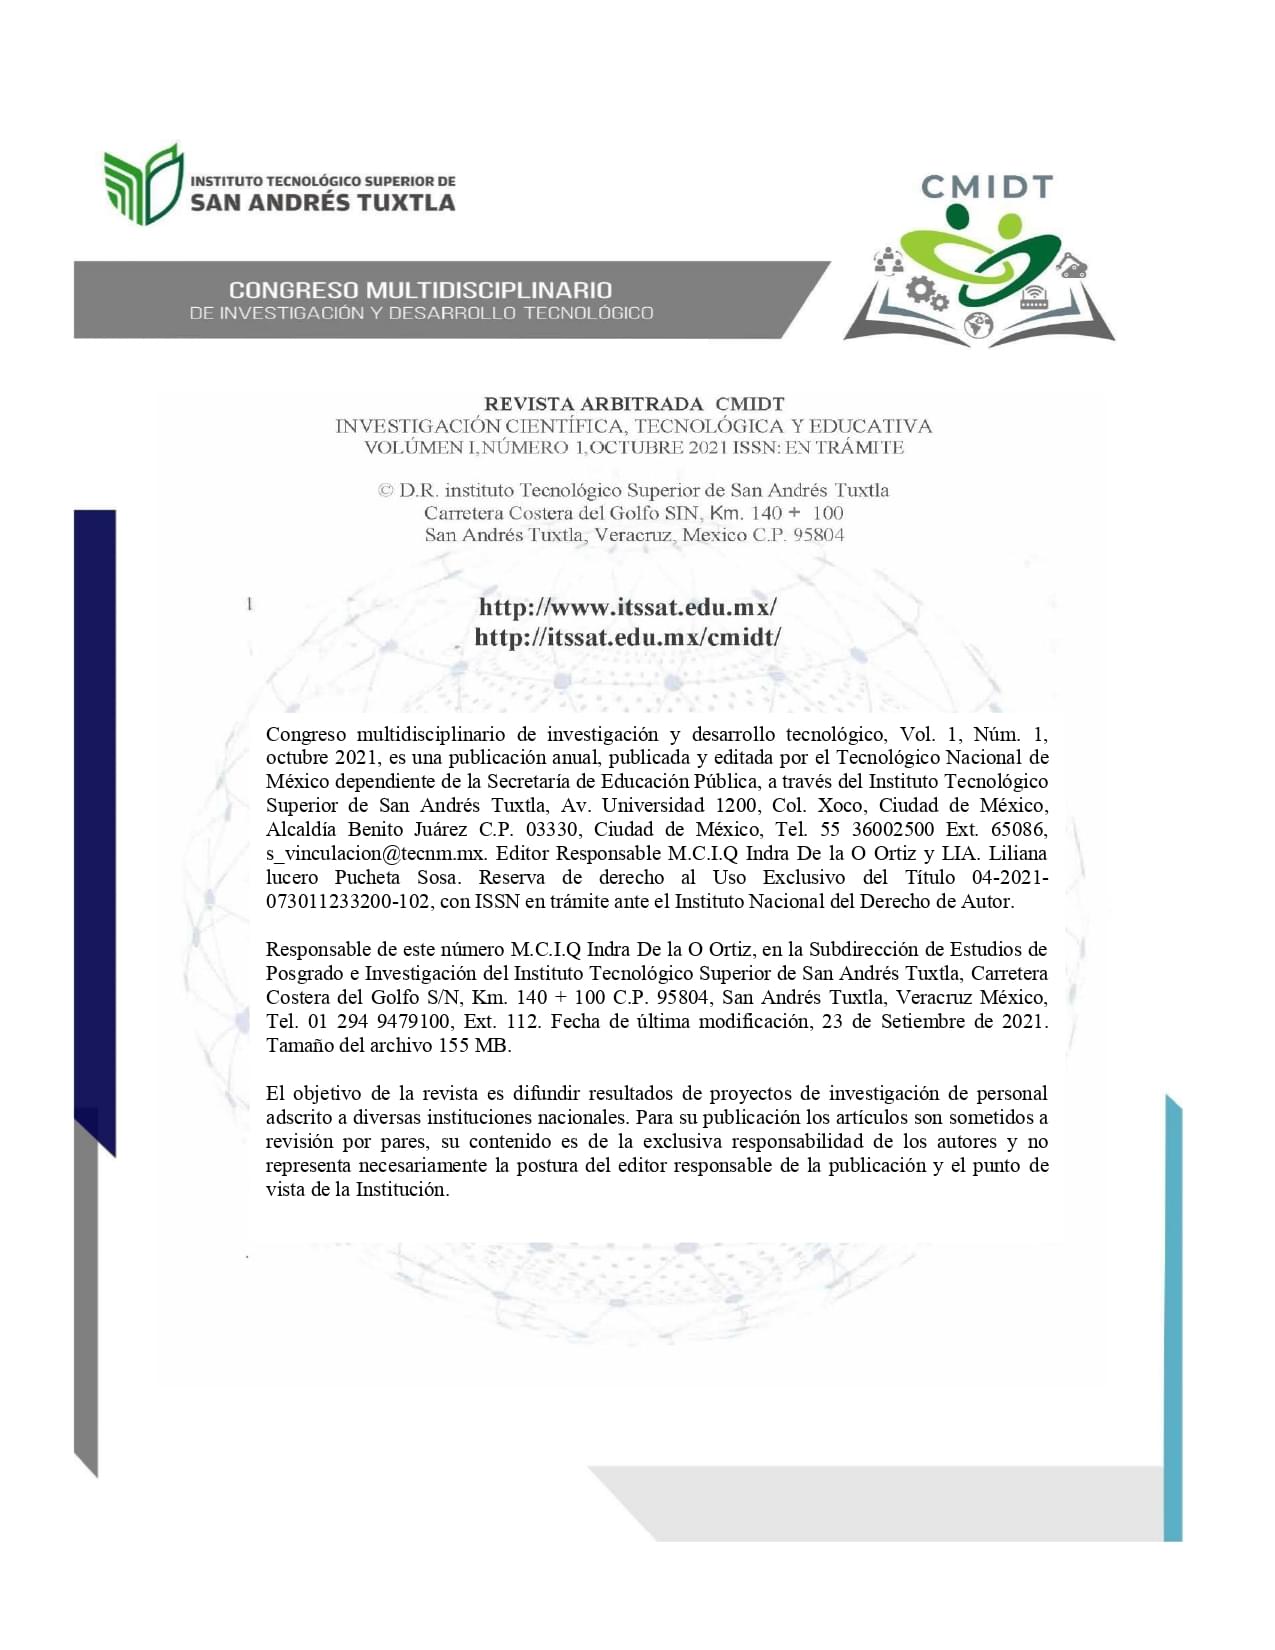 INSTITUTO TECNOLÓGICO SUPERIOR DE
SAN ANDRÉS TUXTLA
CMIDT
CONGRESO MULTIDISCIPLINARIO
DE INVESTIGACIÓN Y DESARROLLO TECNOLÓGICO
REVISTA ARBITRADA CMIDT
INVESTIGACIÓN CIENTÍFICA, TECNOLÓGICA Y EDUCATIVA
VOLÚMEN I, NÚMERO 1, OCTUBRE 2021 ISSN: EN TRÁMITE
© D.R. instituto Tecnológico Superior de San Andrés Tuxtla
Carretera Costera del Golfo SIN, Km. 140 + 100
San Andrés Tuxtla, Veracruz, Mexico C.P. 95804
http://www.itssat.edu.mx/
http://itssat.edu.mx/cmidt/
Congreso multidisciplinario de investigación y desarrollo tecnológico, Vol. 1, Núm. 1,
octubre 2021, es una publicación anual, publicada y editada por el Tecnológico Nacional de
México dependiente de la Secretaría de Educación Pública, a través del Instituto Tecnológico
Superior de San Andrés Tuxtla, Av. Universidad 1200, Col. Xoco, Ciudad de México,
Alcaldía Benito Juárez C.P. 03330, Ciudad de México, Tel. 55 36002500 Ext. 65086,
s_vinculacion@tecnm.mx. Editor Responsable M.C.I.Q Indra De la O Ortiz y LIA. Liliana
lucero Pucheta Sosa. Reserva de derecho al Uso Exclusivo del Título 04-2021-
073011233200-102, con ISSN en trámite ante el Instituto Nacional del Derecho de Autor.
Responsable de este número M.C.I.Q Indra De la O Ortiz, en la Subdirección de Estudios de
Posgrado e Investigación del Instituto Tecnológico Superior de San Andrés Tuxtla, Carretera
Costera del Golfo S/N, Km. 140 + 100 C.P. 95804, San Andrés Tuxtla, Veracruz México,
Tel. 01 294 9479100, Ext. 112. Fecha de última modificación, 23 de Setiembre de 2021.
Tamaño del archivo 155 MB.
El objetivo de la revista es difundir resultados de proyectos de investigación de personal
adscrito a diversas instituciones nacionales. Para su publicación los artículos son sometidos a
revisión por pares, su contenido es de la exclusiva responsabilidad de los autores y no
representa necesariamente la postura del editor responsable de la publicación y el punto de
vista de la Institución.